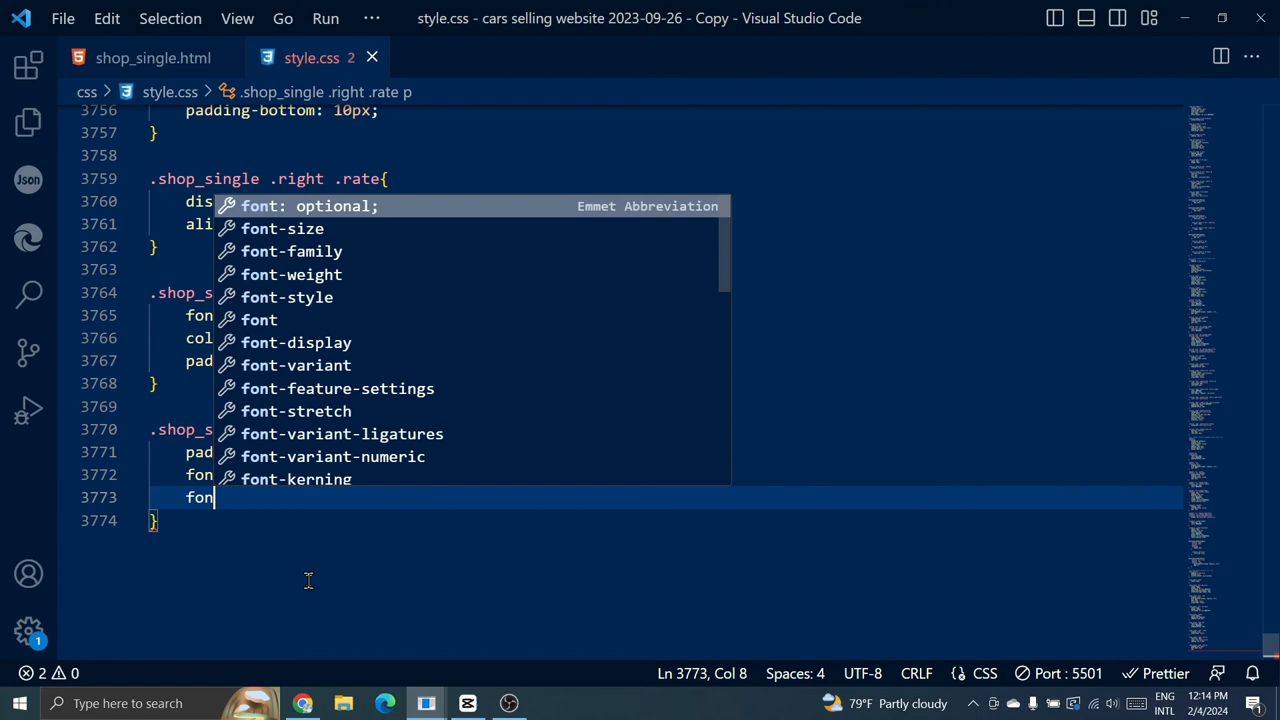 File Edit Selection View Go Run ··· style.css - cars selling website 2023-09-26 - Copy - Visual Studio Code
shop_single.html style.css 2
css > style.css > .shop_single .right .rate p
3756 padding-bottom: 10px;
3757 }
3758
3759 .shop_single .right .rate{
3760 dis
font: optional; Emmet Abbreviation
font-size
3761 ali
font-family
3762 }
font-weight
3763
font-style
3764 .shop_s
font
3765 fon
font-display
3766 col
font-variant
3767 pad
font-feature-settings
3768 }
font-stretch
3769
font-variant-ligatures
3770 .shop_s
font-variant-numeric
3771 pad
font-kerning
3772 fon
3773 fon
3774 }
Json
1
2 0 Ln 3773, Col 8 Spaces: 4 UTF-8 CRLF CSS Port : 5501 Prettier
Type here to search 79°F Partly cloudy ENG INTL 12:14 PM 2/4/2024